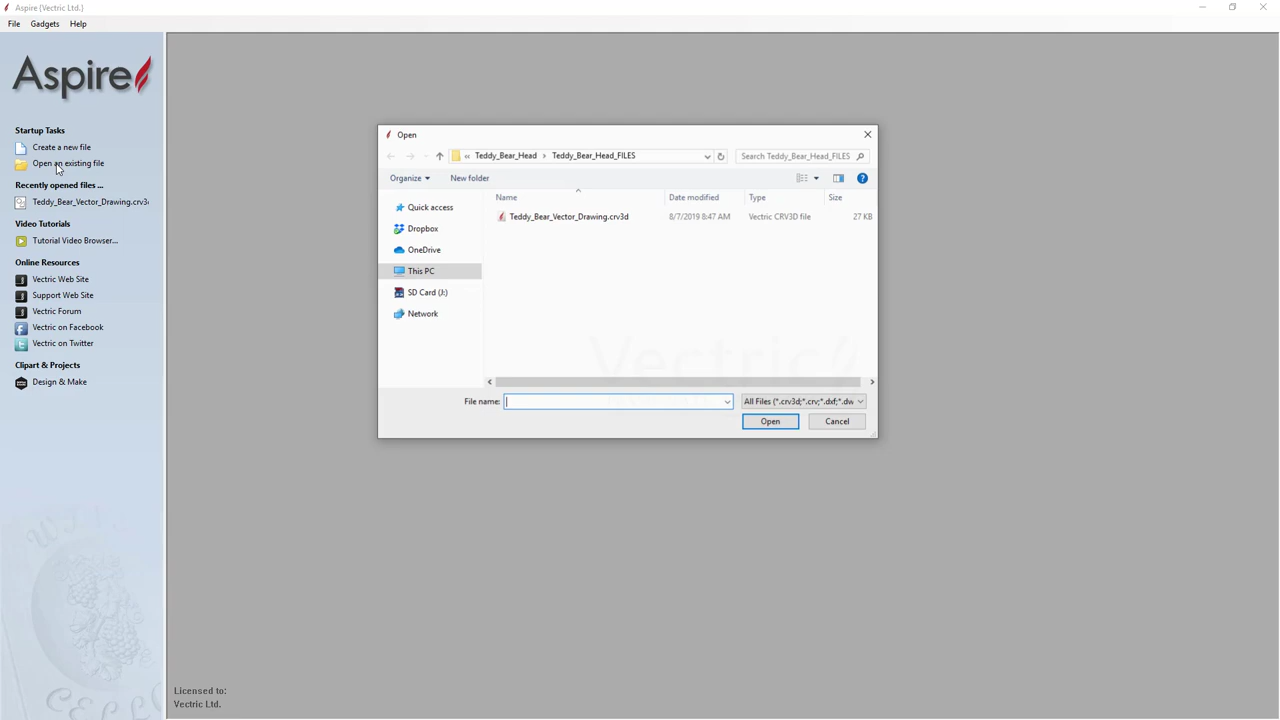 Aspire (Vectric Ltd.)
File Gadgets Help
Aspire
Startup Tasks
Create a new file
Open an existing file
Recently opened files ...
Teddy_Bear_Vector_Drawing.crv3d
Video Tutorials
Tutorial Video Browser...
Online Resources
Vectric Web Site
Support Web Site
Vectric Forum
Vectric on Facebook
Vectric on Twitter
Clipart & Projects
Design & Make
Open
« Teddy_Bear_Head › Teddy_Bear_Head_FILES
Search Teddy_Bear_Head_FILES
Organize New folder
Name Date modified Type Size
Teddy_Bear_Vector_Drawing.crv3d 8/7/2019 8:47 AM Vectric CRV3D file 27 KB
Quick access
Dropbox
OneDrive
This PC
SD Card (J:)
Network
Vectric
File name:
All Files (*.crv3d;*.crv;*.dxf;*.dw
Open Cancel
Licensed to:
Vectric Ltd.